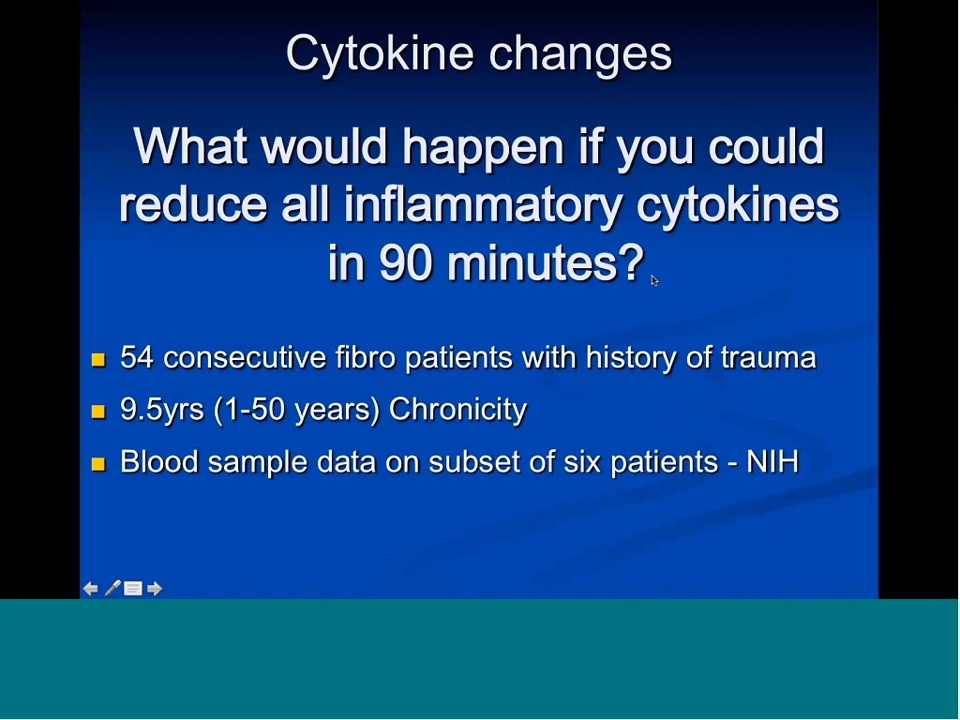 Cytokine changes
What would happen if you could
reduce all inflammatory cytokines
in 90 minutes?
54 consecutive fibro patients with history of trauma
9.5yrs (1-50 years) Chronicity
Blood sample data on subset of six patients - NIH